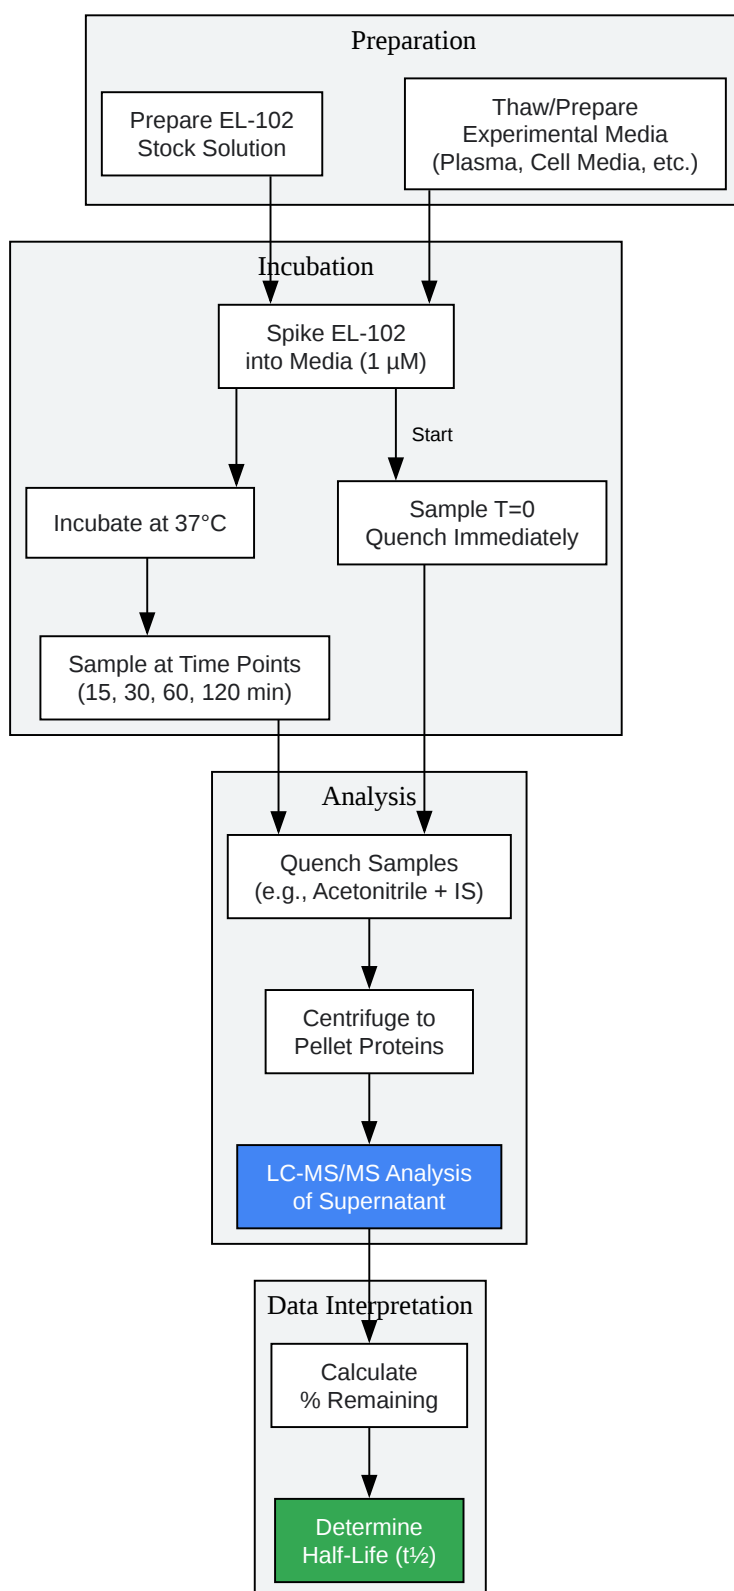 Preparation
Prepare EL-102
Stock Solution
Thaw/Prepare
Experimental Media
(Plasma, Cell Media, etc.)
Incubation
Spike EL-102
into Media (1 µM)
Start
Incubate at 37°C
Sample T=0
Quench Immediately
Sample at Time Points
(15, 30, 60, 120 min)
Analysis
Quench Samples
(e.g., Acetonitrile + IS)
Centrifuge to
Pellet Proteins
LC-MS/MS Analysis
of Supernatant
Data Interpretation
Calculate
% Remaining
Determine
Half-Life (t½)